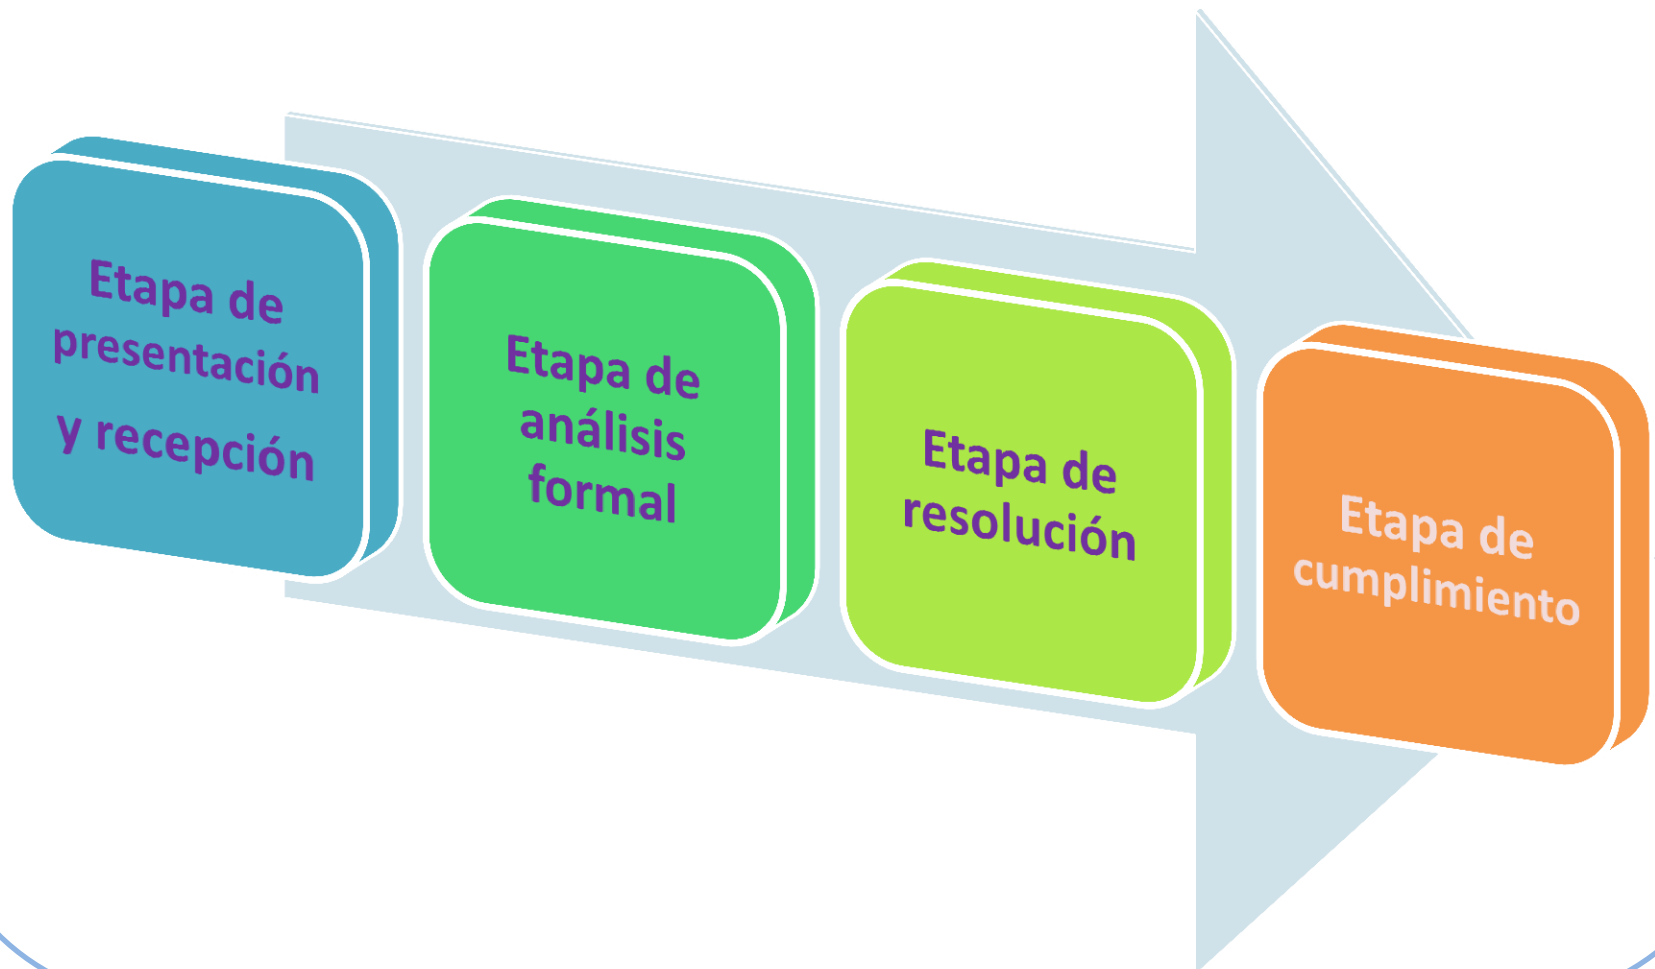 Etapa de
presentación
y recepción
Etapa de
análisis
formal
Etapa de
resolución
Etapa de
cumplimiento